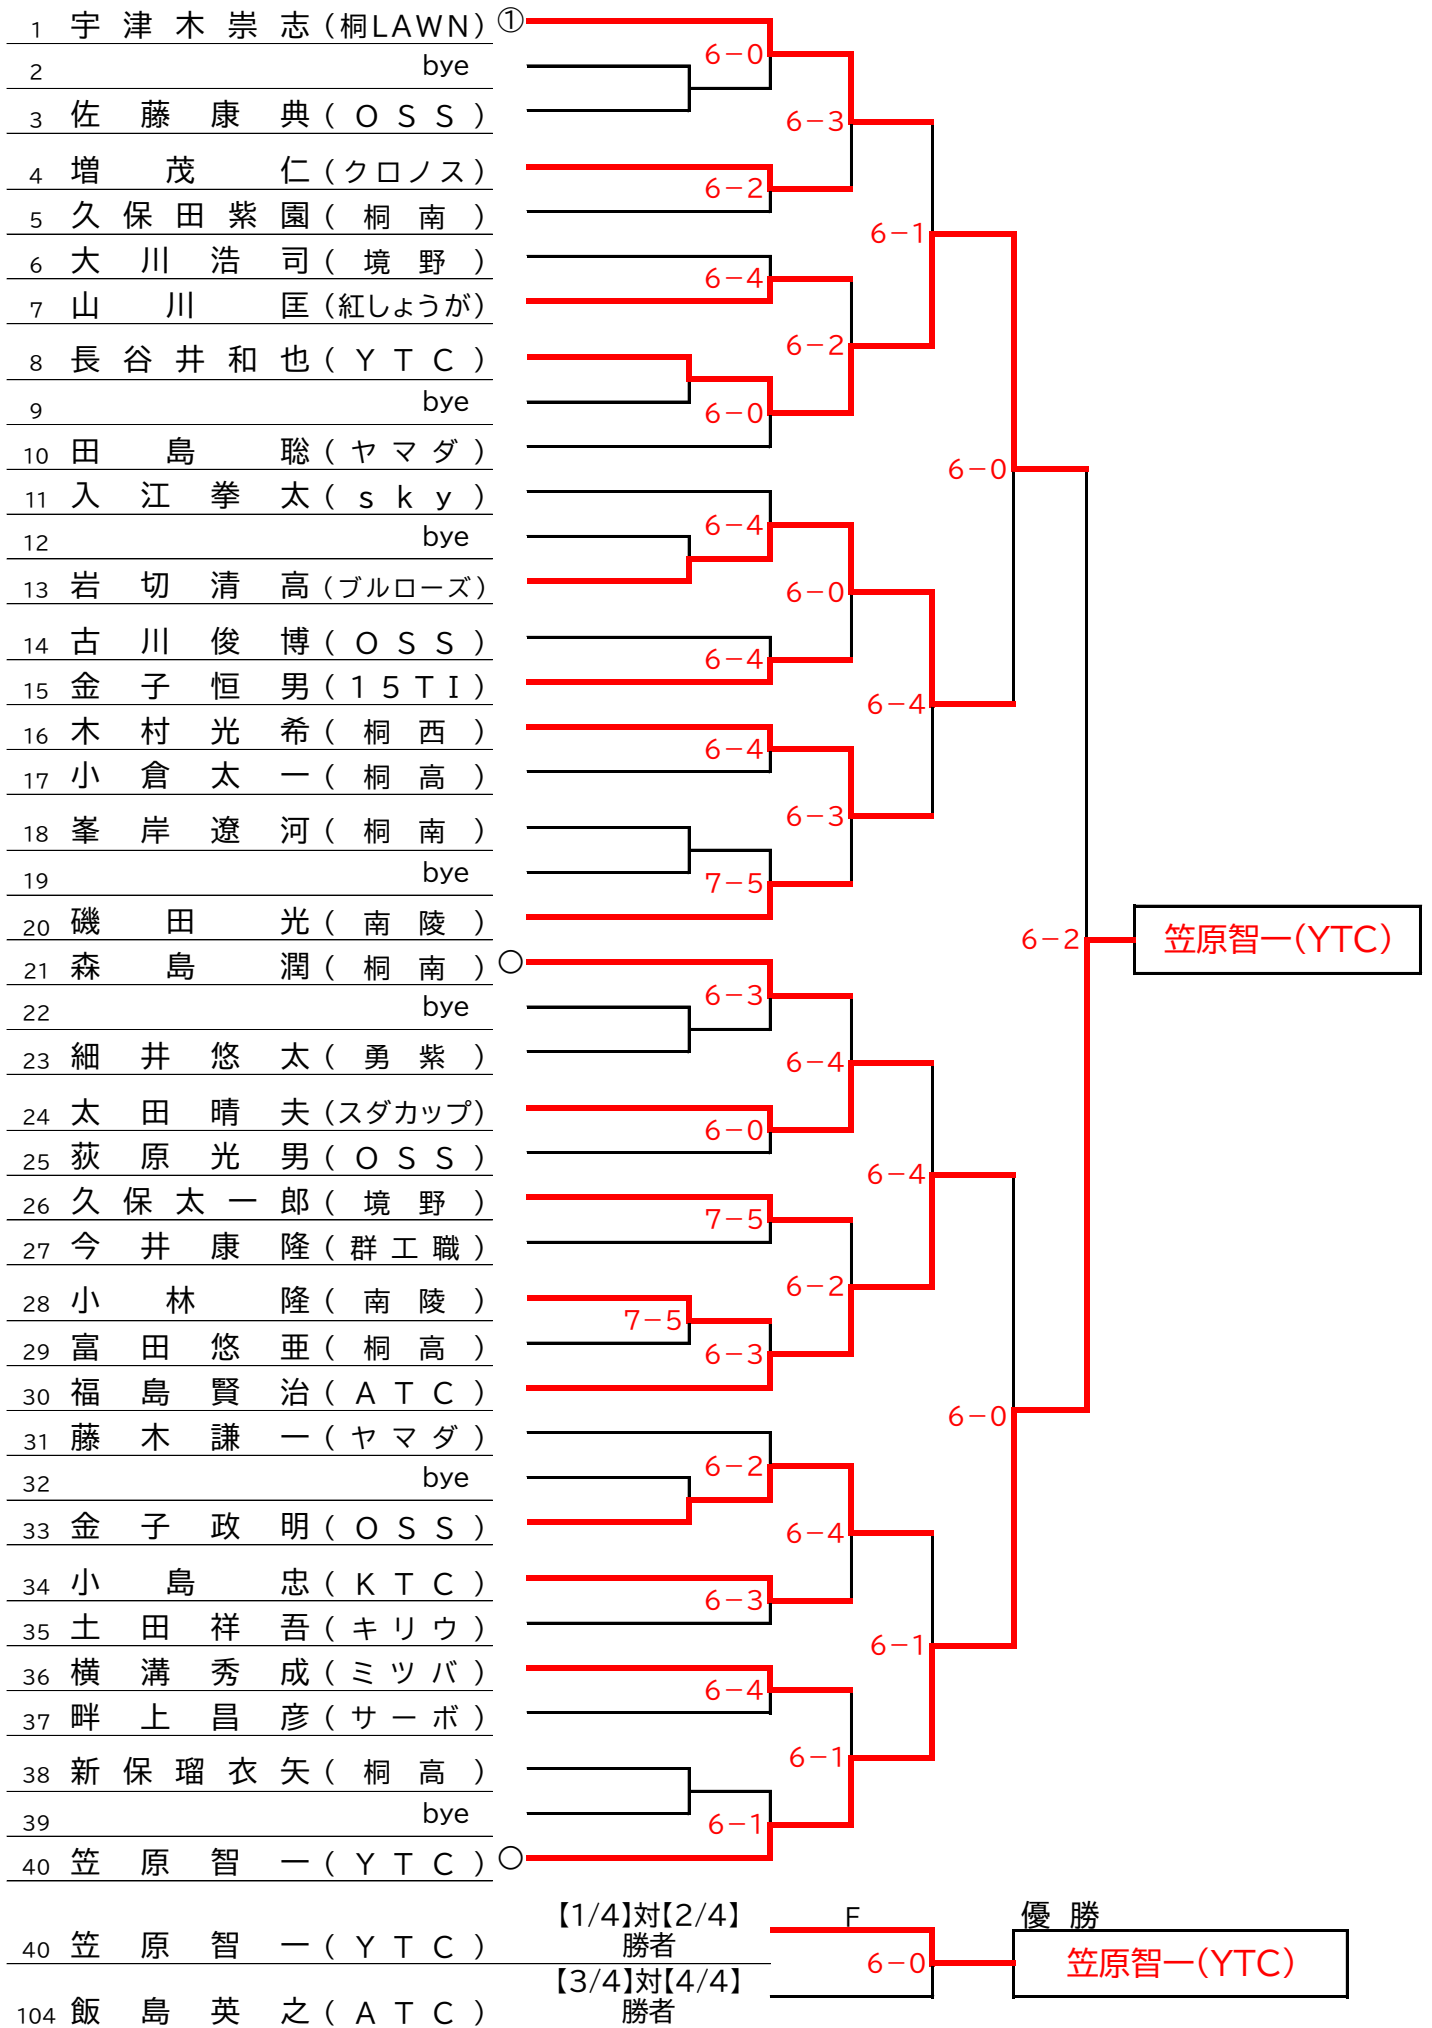 1 宇津木崇志(桐LAWN) ①
6-0
2 bye
3 佐藤康典(OSS)
6-3
4 増茂仁(クロノス)
6-2
5 久保田紫園(桐南)
6-1
6 大川浩司(境野)
6-4
7 山川匡(紅しょうが)
6-2
8 長谷井和也(YTC)
9 bye
6-0
10 田島聡(ヤマダ)
6-0
11 入江拳太(sky)
6-4
12 bye
13 岩切清高(ブルローズ)
6-0
14 古川俊博(OSS)
6-4
15 金子恒男(15TI)
6-4
16 木村光希(桐西)
6-4
17 小倉太一(桐高)
6-3
18 峯岸遼河(桐南)
19 bye
7-5
20 磯田光(南陵)
6-2 笠原智一(YTC)
21 森島潤(桐南) ○
6-3
22 bye
23 細井悠太(勇紫)
6-4
24 太田晴夫(スダカップ)
6-0
25 荻原光男(OSS)
6-4
26 久保太一郎(境野)
7-5
27 今井康隆(群工職)
6-2
28 小林隆(南陵)
7-5
29 富田悠亜(桐高)
6-3
30 福島賢治(ATC)
6-0
31 藤木謙一(ヤマダ)
6-2
32 bye
33 金子政明(OSS)
6-4
34 小島忠(KTC)
6-3
35 土田祥吾(キリウ)
6-1
36 横溝秀成(ミツバ)
6-4
37 畔上昌彦(サーボ)
6-1
38 新保瑠衣矢(桐高)
39 bye
6-1
40 笠原智一(YTC) ○
【1/4】対【2/4】 F 優勝
40 笠原智一(YTC) 勝者
6-0 笠原智一(YTC)
【3/4】対【4/4】
104 飯島英之(ATC) 勝者